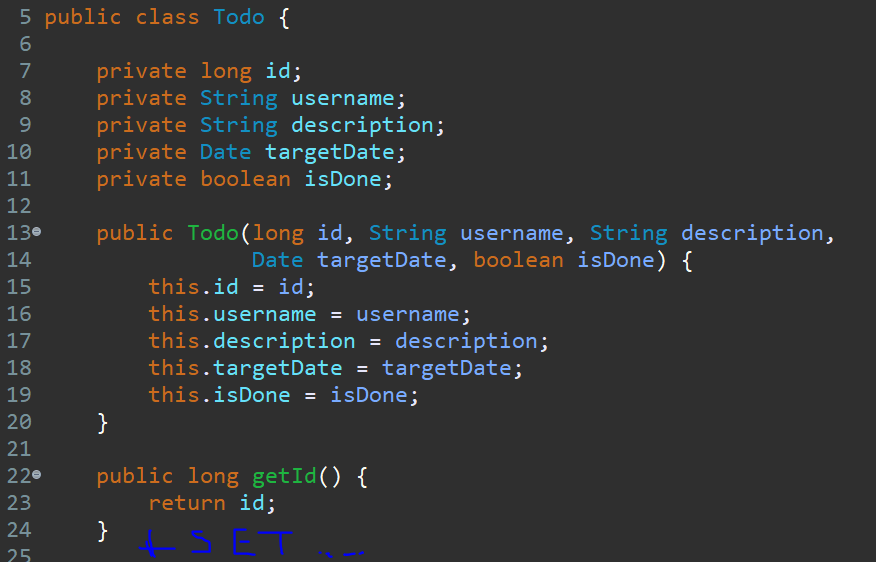 5 public class Todo {
6
7 private long id;
8 private String username;
9 private String description;
10 private Date targetDate;
11 private boolean isDone;
12
13 public Todo(long id, String username, String description,
14 Date targetDate, boolean isDone) {
15 this.id = id;
16 this.username = username;
17 this.description = description;
18 this.targetDate = targetDate;
19 this.isDone = isDone;
20 }
21
22 public long getId() {
23 return id;
24 }
+ SET ...
25